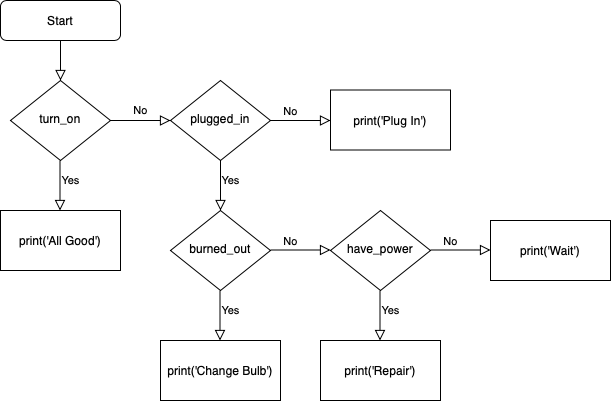 Start
turn_on
No
plugged_in
No
print('Plug In')
Yes
Yes
print('All Good')
burned_out
No
have_power
No
print('Wait')
Yes
Yes
print('Change Bulb')
print('Repair')